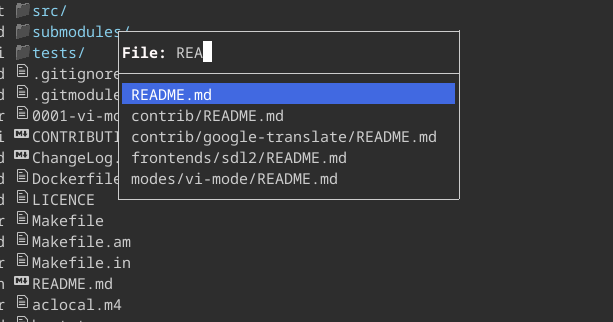 t src/
d submodules/
i tests/
d .gitignore
d .gitmodule
r 0001-vi-mo
i CONTRIBUTI
d ChangeLog.
d Dockerfile
d LICENCE
r Makefile
d Makefile.am
r Makefile.in
n README.md
r aclocal.m4
File: REA
README.md
contrib/README.md
contrib/google-translate/README.md
frontends/sdl2/README.md
modes/vi-mode/README.md